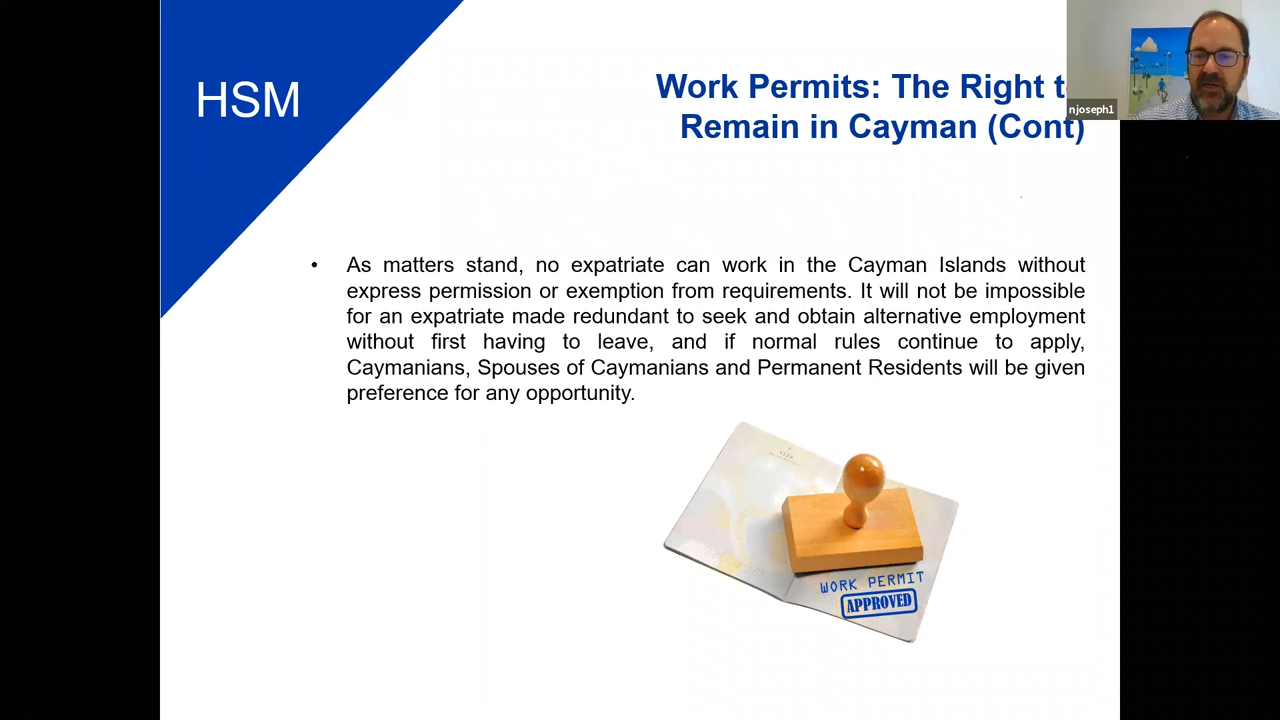 HSM
Work Permits: The Right t
Remain in Cayman (Cont)
njoseph1
• As matters stand, no expatriate can work in the Cayman Islands without
express permission or exemption from requirements. It will not be impossible
for an expatriate made redundant to seek and obtain alternative employment
without first having to leave, and if normal rules continue to apply,
Caymanians, Spouses of Caymanians and Permanent Residents will be given
preference for any opportunity.
VIZA
WORK PERMIT
APPROVED